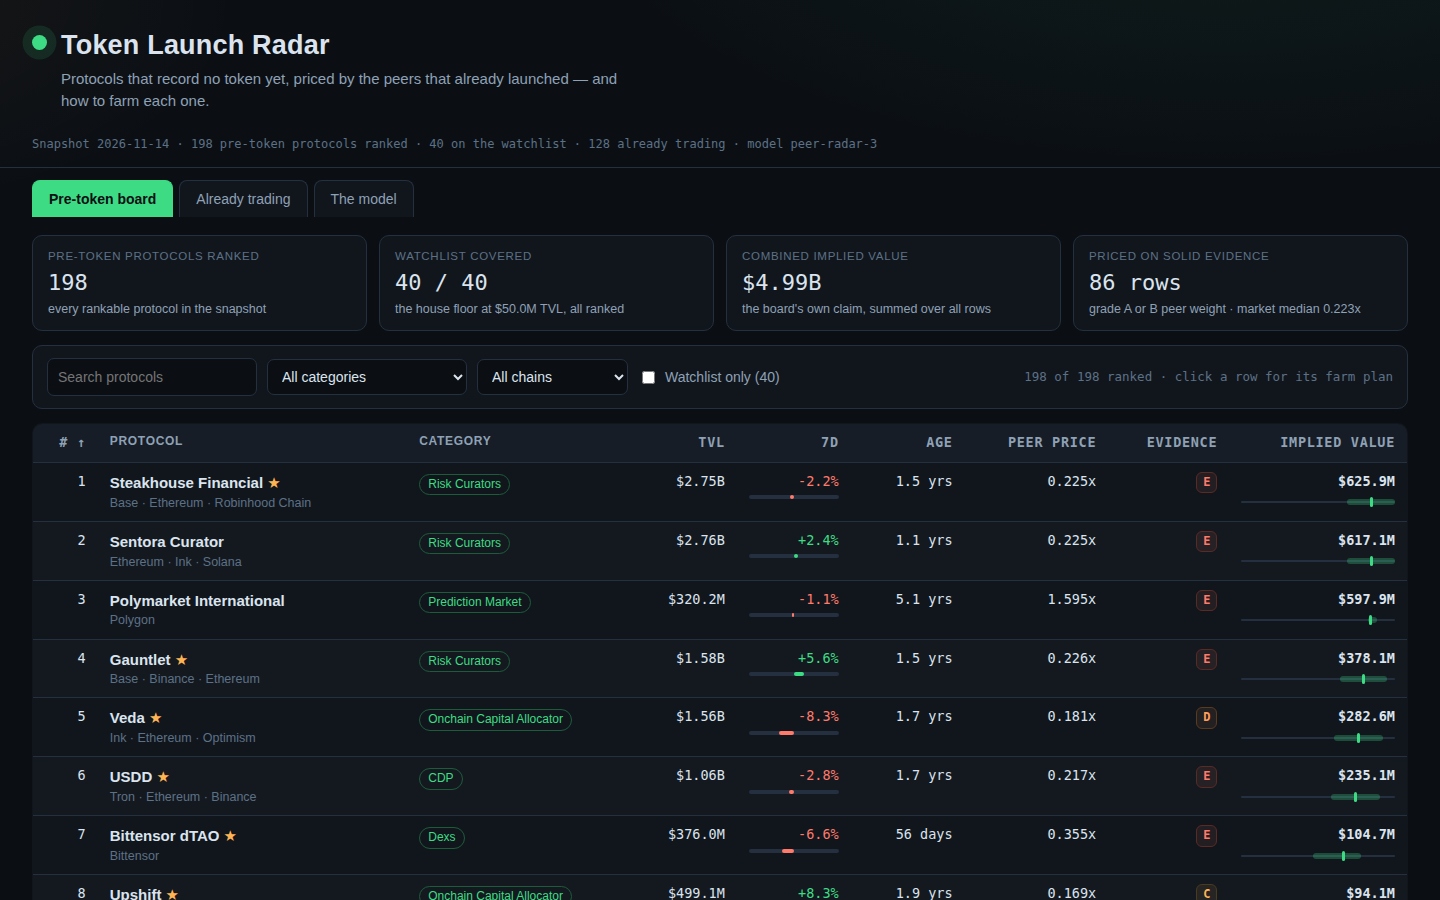 Token Launch Radar
Protocols that record no token yet, priced by the peers that already launched — and
how to farm each one.
Snapshot 2026-11-14 · 198 pre-token protocols ranked · 40 on the watchlist · 128 already trading · model peer-radar-3
Pre-token board Already trading The model
PRE-TOKEN PROTOCOLS RANKED WATCHLIST COVERED COMBINED IMPLIED VALUE PRICED ON SOLID EVIDENCE
198 40 / 40 $4.99B 86 rows
every rankable protocol in the snapshot the house floor at $50.0M TVL, all ranked the board's own claim, summed over all rows grade A or B peer weight · market median 0.223x
Search protocols All categories All chains Watchlist only (40) 198 of 198 ranked · click a row for its farm plan
# ↑ PROTOCOL CATEGORY TVL 7D AGE PEER PRICE EVIDENCE IMPLIED VALUE
1 Steakhouse Financial ★ Risk Curators $2.75B -2.2% 1.5 yrs 0.225x E $625.9M
Base · Ethereum · Robinhood Chain
2 Sentora Curator Risk Curators $2.76B +2.4% 1.1 yrs 0.225x E $617.1M
Ethereum · Ink · Solana
3 Polymarket International Prediction Market $320.2M -1.1% 5.1 yrs 1.595x E $597.9M
Polygon
4 Gauntlet ★ Risk Curators $1.58B +5.6% 1.5 yrs 0.226x E $378.1M
Base · Binance · Ethereum
5 Veda ★ Onchain Capital Allocator $1.56B -8.3% 1.7 yrs 0.181x D $282.6M
Ink · Ethereum · Optimism
6 USDD ★ CDP $1.06B -2.8% 1.7 yrs 0.217x E $235.1M
Tron · Ethereum · Binance
7 Bittensor dTAO ★ Dexs $376.0M -6.6% 56 days 0.355x E $104.7M
Bittensor
8 Upshift ★ Onchain Capital Allocator $499.1M +8.3% 1.9 yrs 0.169x C $94.1M